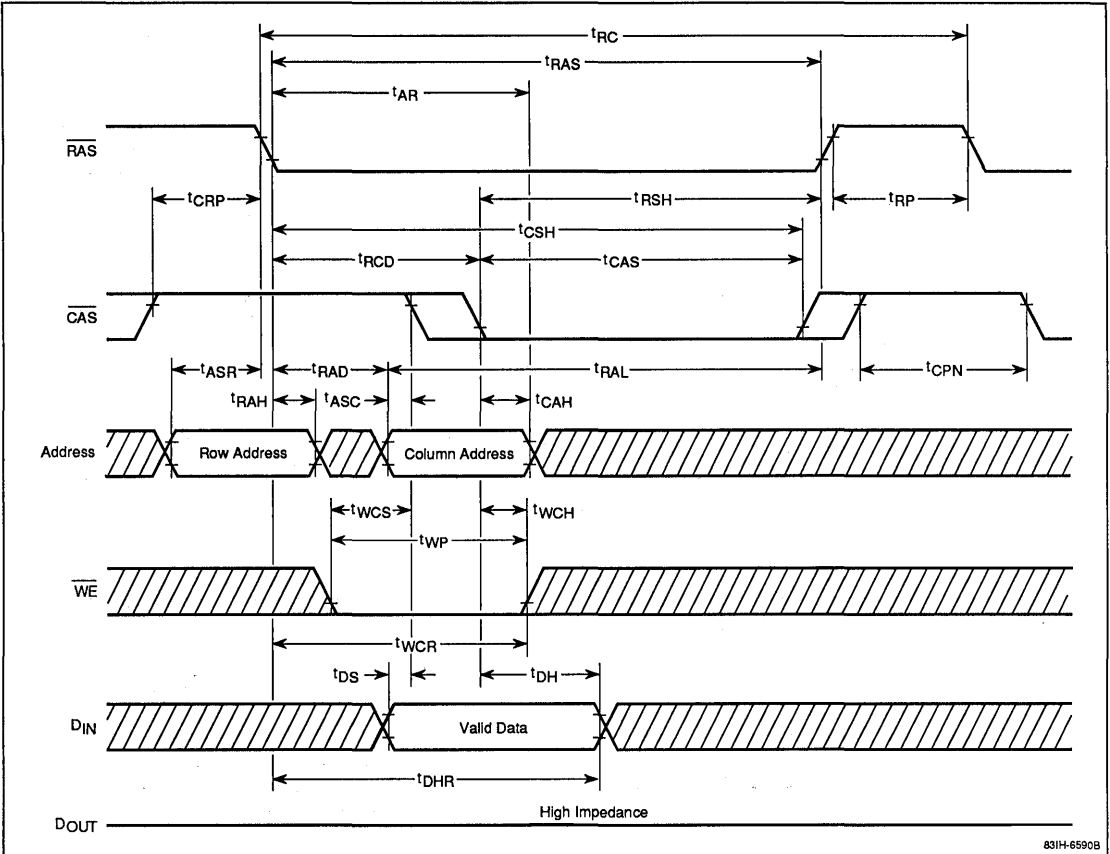 tRC
tRAS
tAR
RAS
tCRP
tRSH
tRP
tCSH
tRCD
tCAS
CAS
tASR
tRAD
tRAL
tCPN
tRAH
tASC
tCAH
Address
Row Address
Column Address
tWCS
tWCH
tWP
WE
tWCR
tDS
tDH
DIN
Valid Data
tDHR
High Impedance
DOUT
83IH-6590B